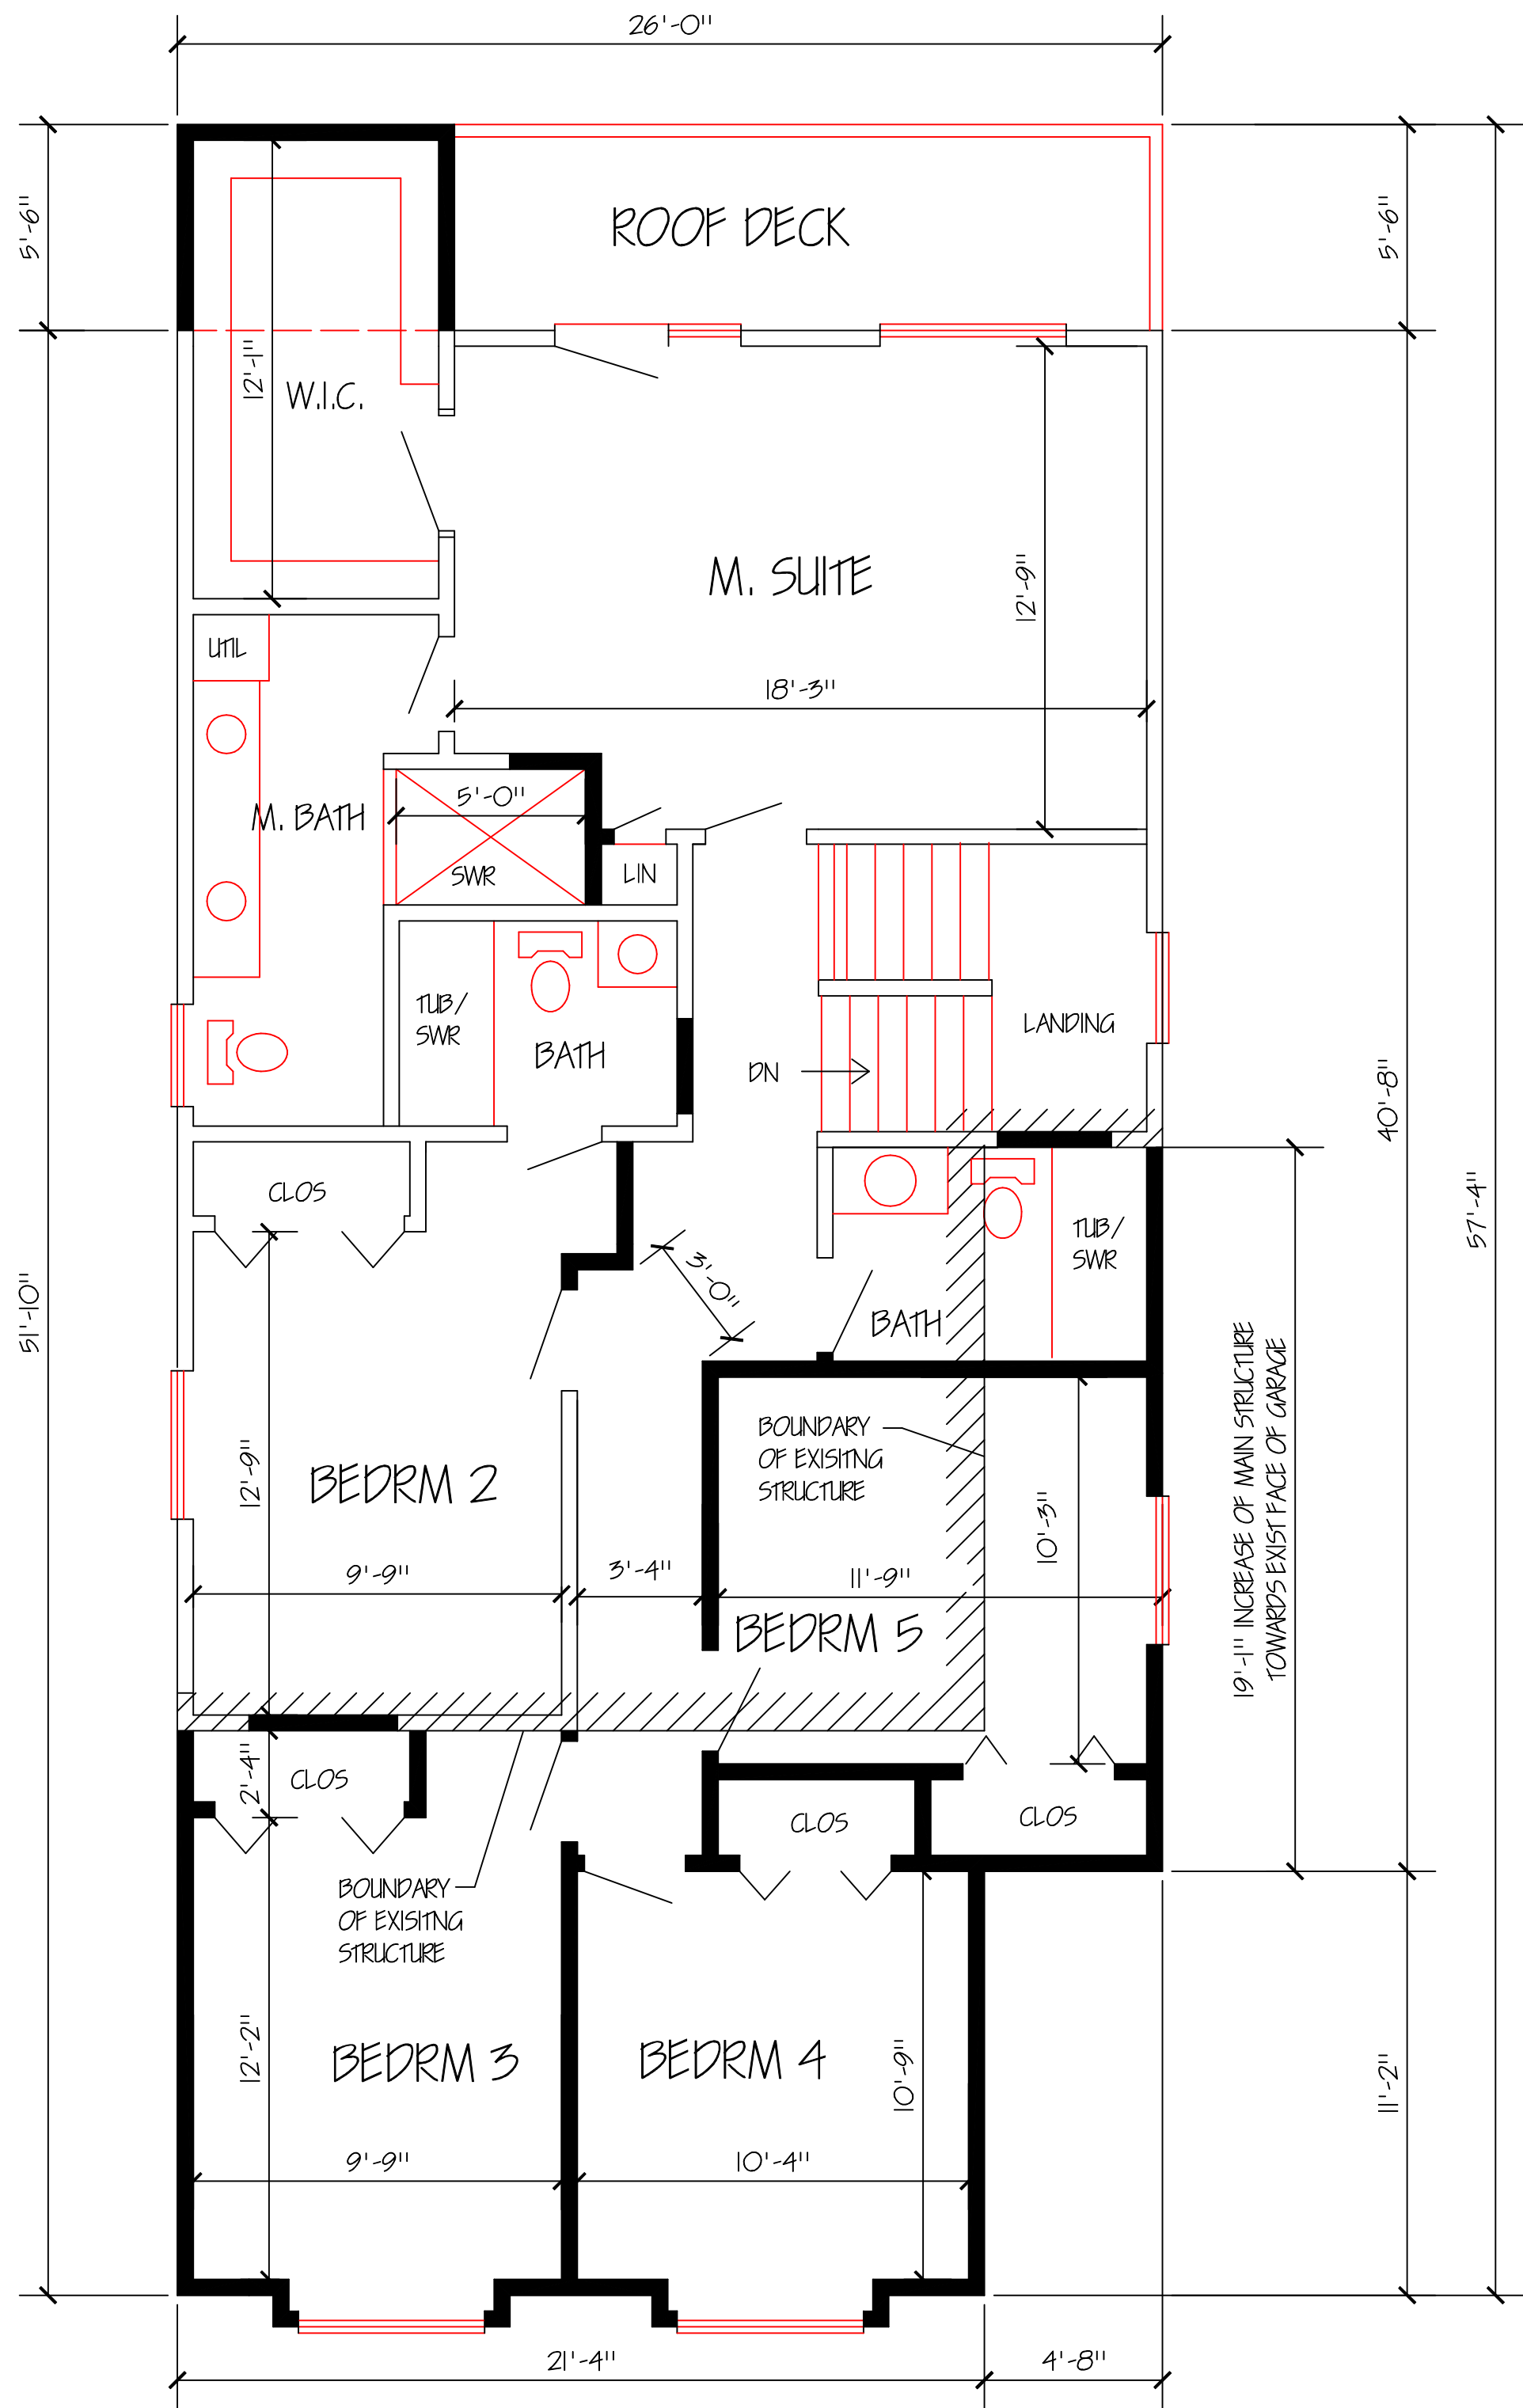 26'-0"
5'-6"
ROOF DECK
5'-6"
12'-1"
W.I.C.
M. SUITE
12'-9"
UTIL
18'-3"
M. BATH
5'-0"
SWR
LIN
TUB/
SWR
BATH
LANDING
DN
40'-8"
57'-4"
CLOS
TUB/
SWR
3'-0"
BATH
51'-10"
19'-1" INCREASE OF MAIN STRUCTURE
TOWARDS EXIST FACE OF GARAGE
BOUNDARY
OF EXISITNG
STRUCTURE
BEDRM 2
12'-9"
10'-3"
9'-9"
3'-4"
11'-9"
BEDRM 5
2'-4"
CLOS
CLOS
CLOS
BOUNDARY
OF EXISITNG
STRUCTURE
12'-2"
BEDRM 3
BEDRM 4
10'-9"
11'-2"
9'-9"
10'-4"
21'-4"
4'-8"